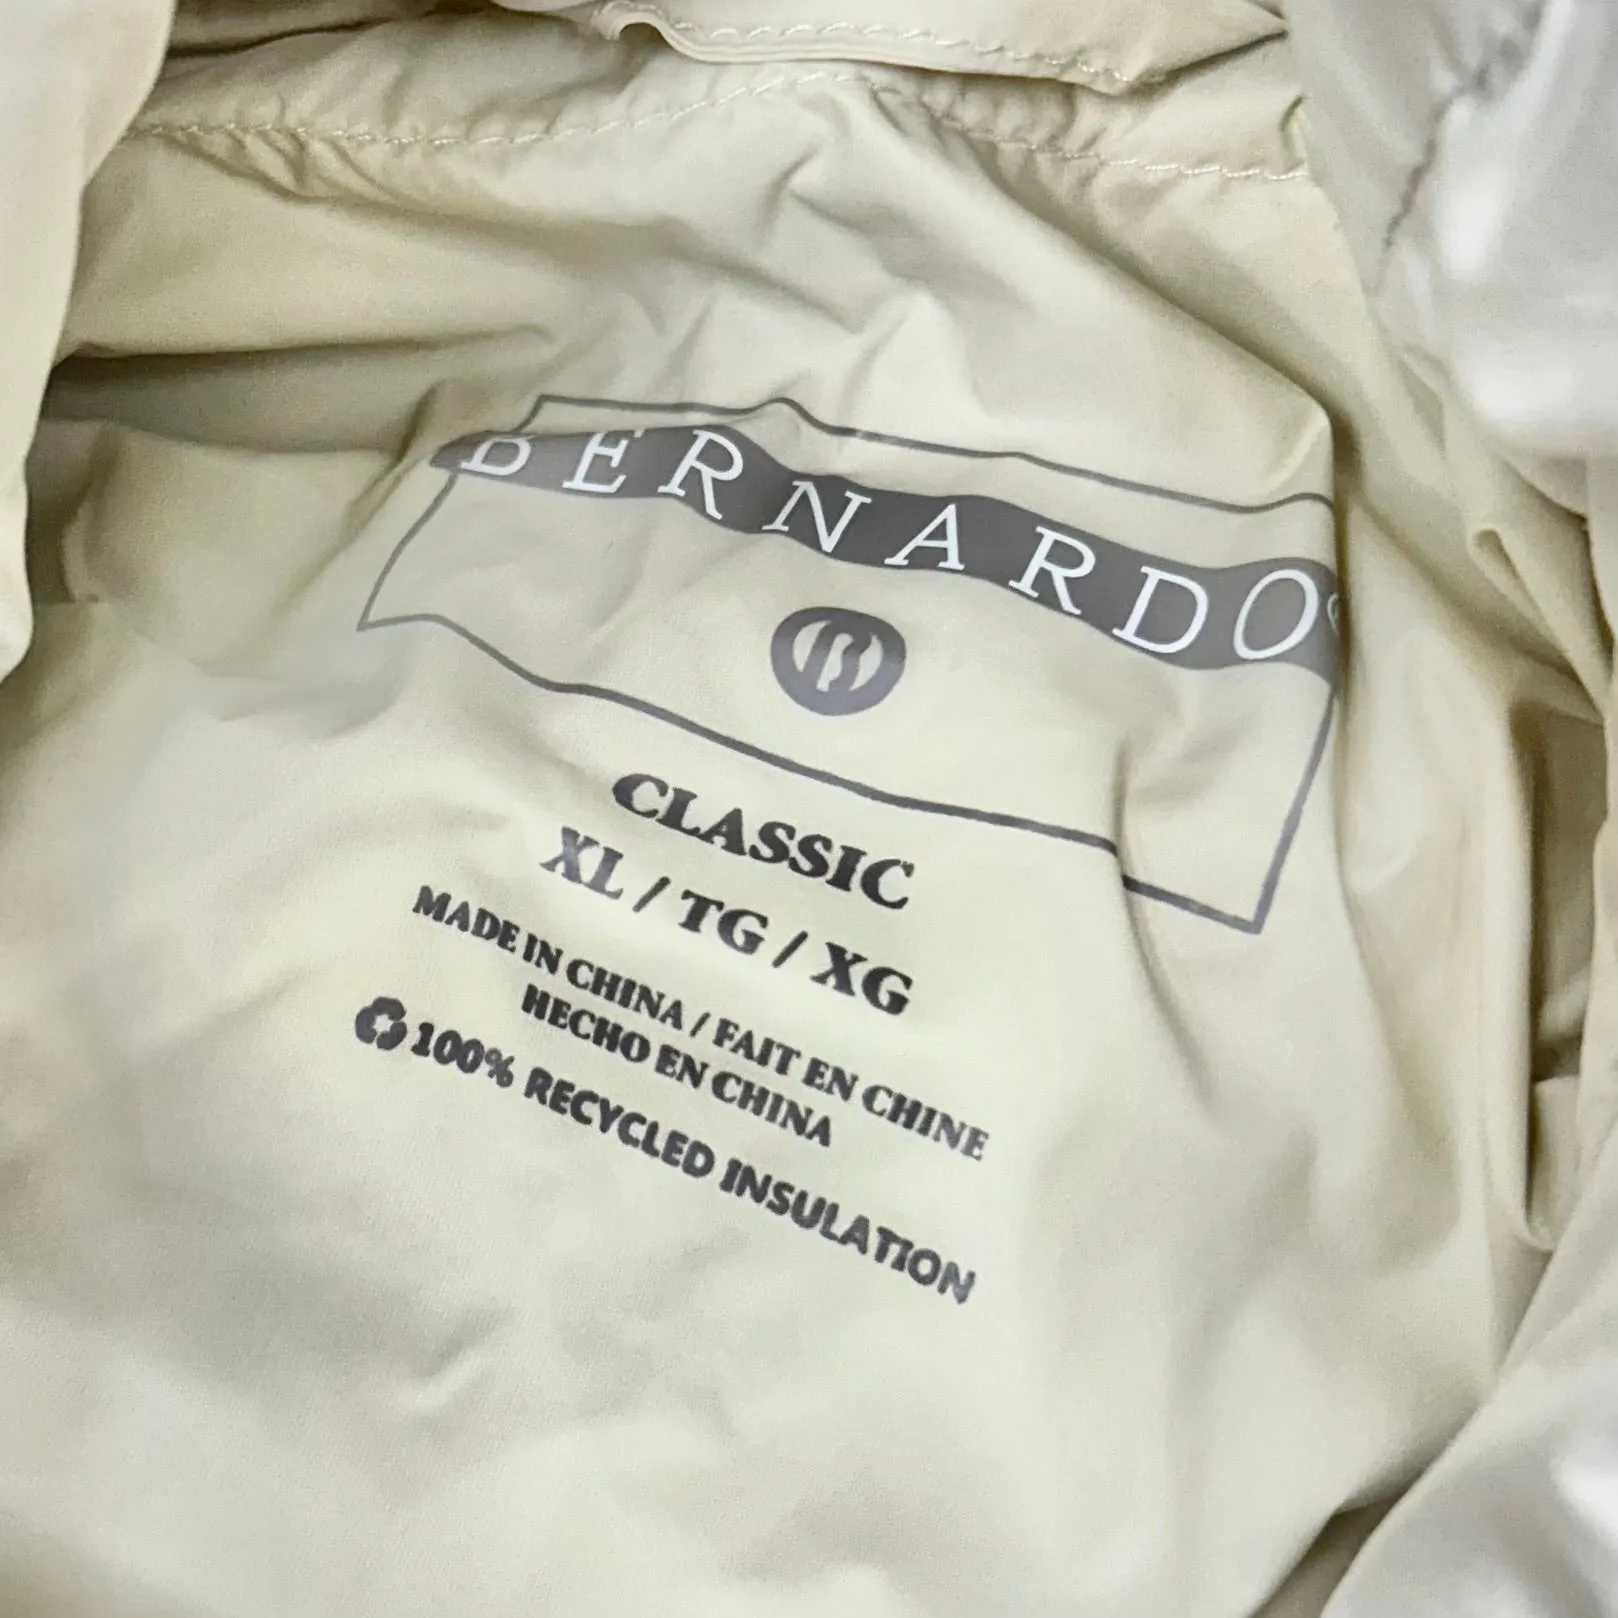 BERNARDO
CLASSIC
XL / TG / XG
MADE IN CHINA / FAIT EN CHINE
HECHO EN CHINA
100% RECYCLED INSULATION